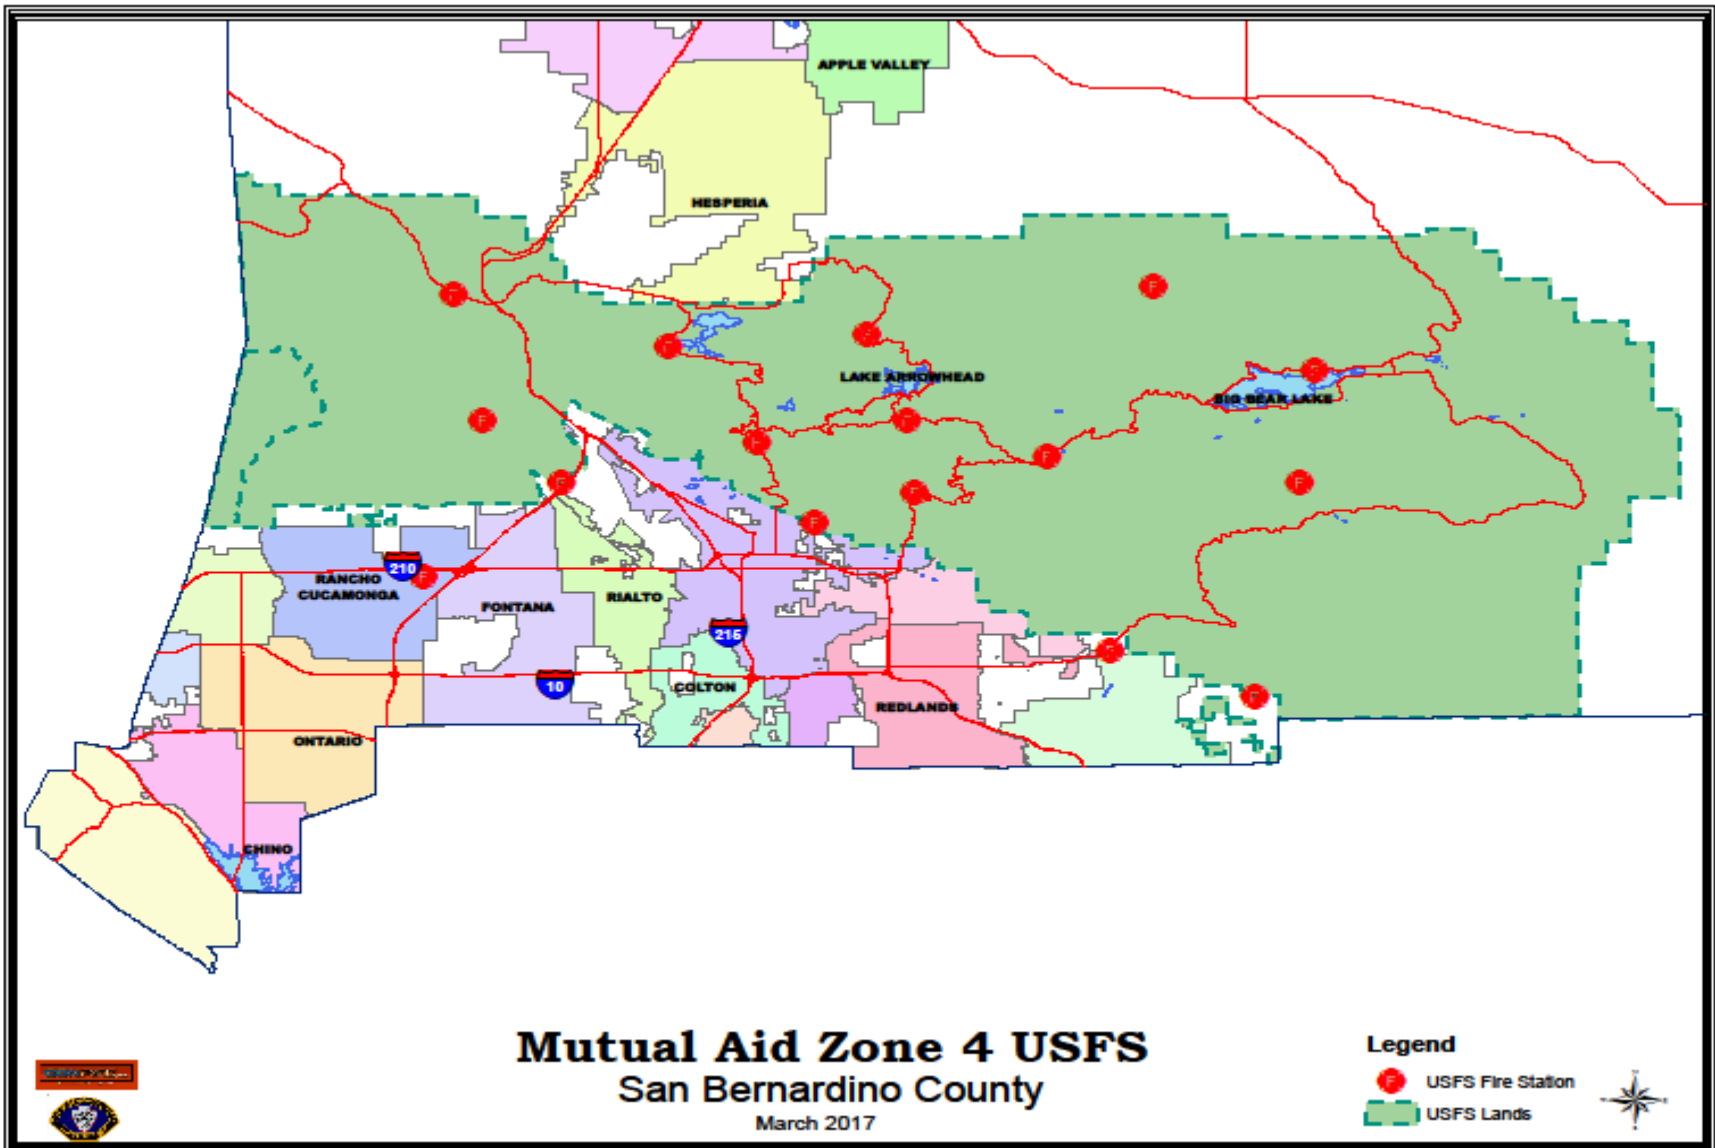 APPLE VALLEY
HESPERIA
F
F
F
F
LAKE ARROWHEAD
F
BIG BEAR LAKE
F
F
F
F
F
F
F
F
210
F
RANCHO
CUCAMONGA
FONTANA
RIALTO
215
F
10
COLTON
F
REDLANDS
ONTARIO
CHINO
Mutual Aid Zone 4 USFS
San Bernardino County
March 2017
Legend
F USFS Fire Station
USFS Lands